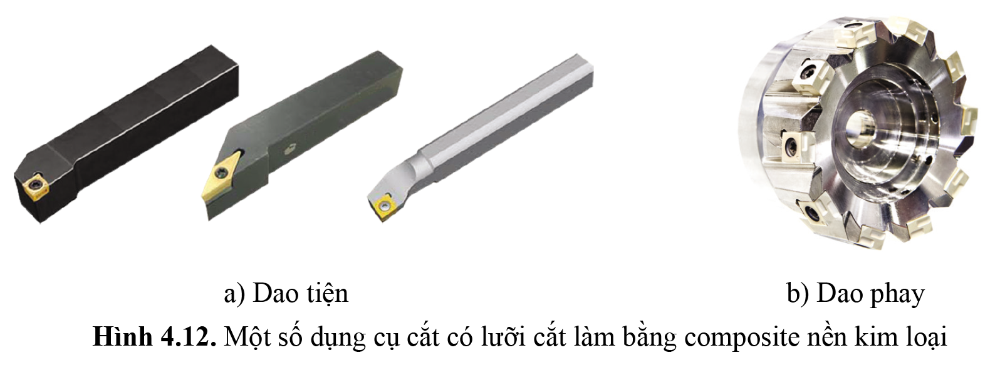 a) Dao tiện
b) Dao phay
Hình 4.12. Một số dụng cụ cắt có lưỡi cắt làm bằng composite nền kim loại